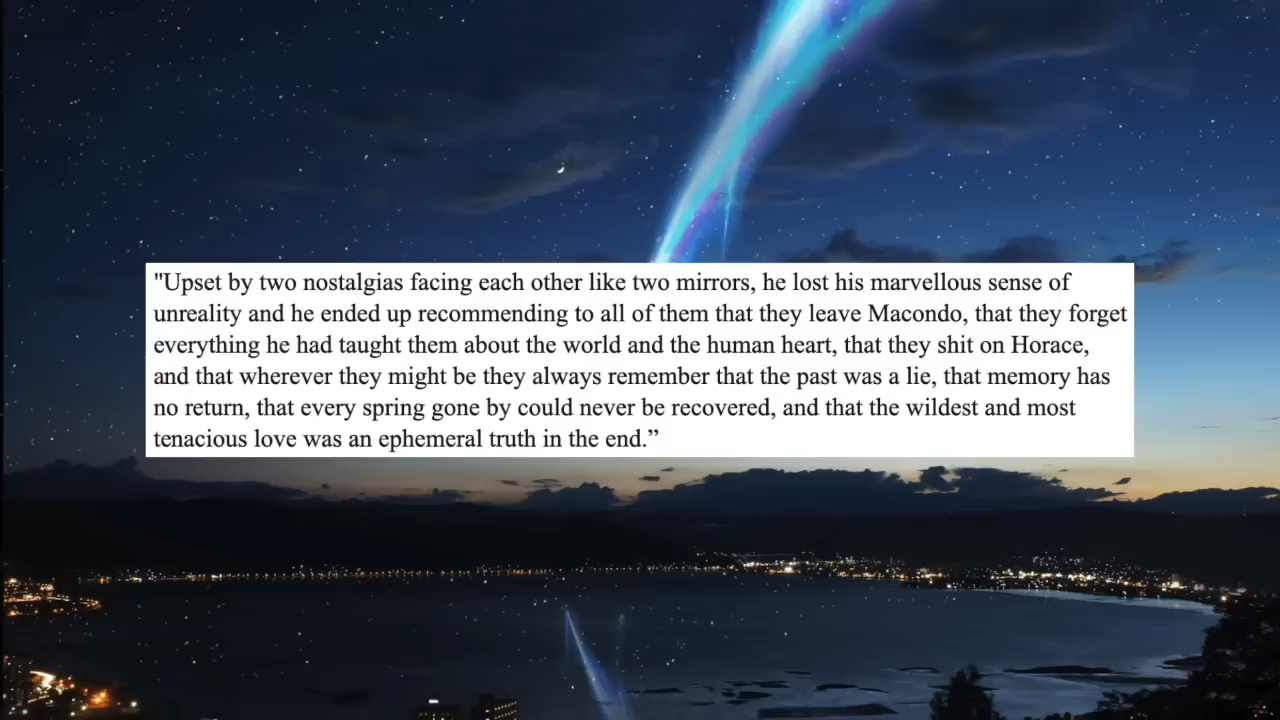 "Upset by two nostalgias facing each other like two mirrors, he lost his marvellous sense of
unreality and he ended up recommending to all of them that they leave Macondo, that they forget
everything he had taught them about the world and the human heart, that they shit on Horace,
and that wherever they might be they always remember that the past was a lie, that memory has
no return, that every spring gone by could never be recovered, and that the wildest and most
tenacious love was an ephemeral truth in the end.”